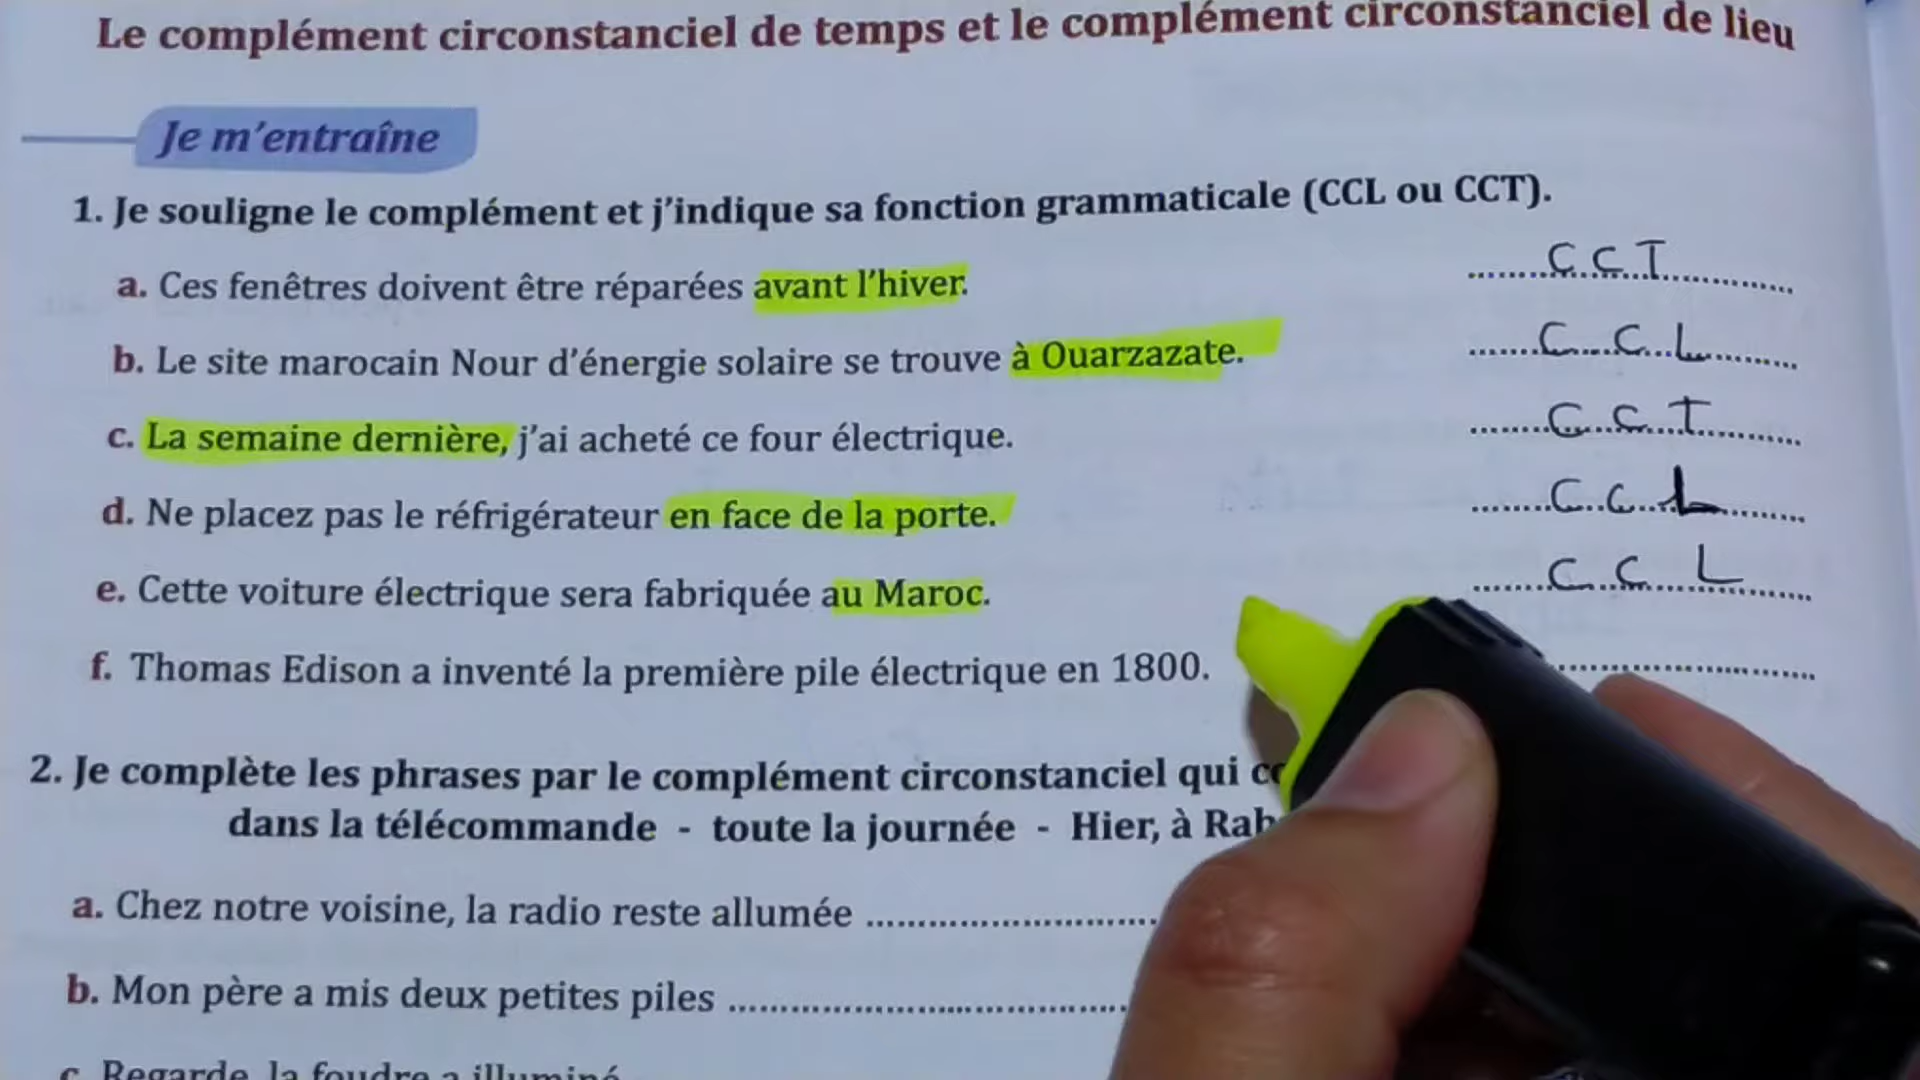 Le complément circonstanciel de temps et le complément circonstanciel de lieu
Je m'entraîne
1. Je souligne le complément et j'indique sa fonction grammaticale (CCL ou CCT).
a. Ces fenêtres doivent être réparées avant l'hiver. CCT
b. Le site marocain Nour d'énergie solaire se trouve à Ouarzazate. CCL
c. La semaine dernière, j'ai acheté ce four électrique. CCT
d. Ne placez pas le réfrigérateur en face de la porte. CCL
e. Cette voiture électrique sera fabriquée au Maroc. CCL
f. Thomas Edison a inventé la première pile électrique en 1800.
2. Je complète les phrases par le complément circonstanciel qui
dans la télécommande - toute la journée - Hier, à
a. Chez notre voisine, la radio reste allumée
b. Mon père a mis deux petites piles
c. Regarde, la foudre a illuminé